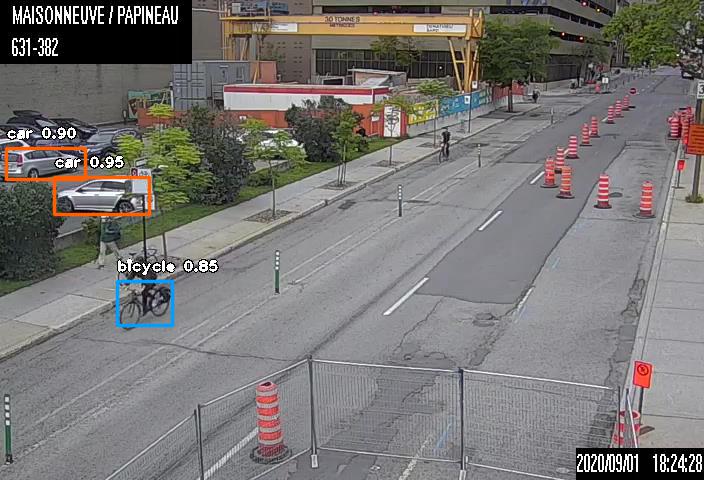 MAISONNEUVE / PAPINEAU
631-382
30 TONNES
car 0.90
car 0.95
bicycle 0.85
2020/09/01 18:24:28